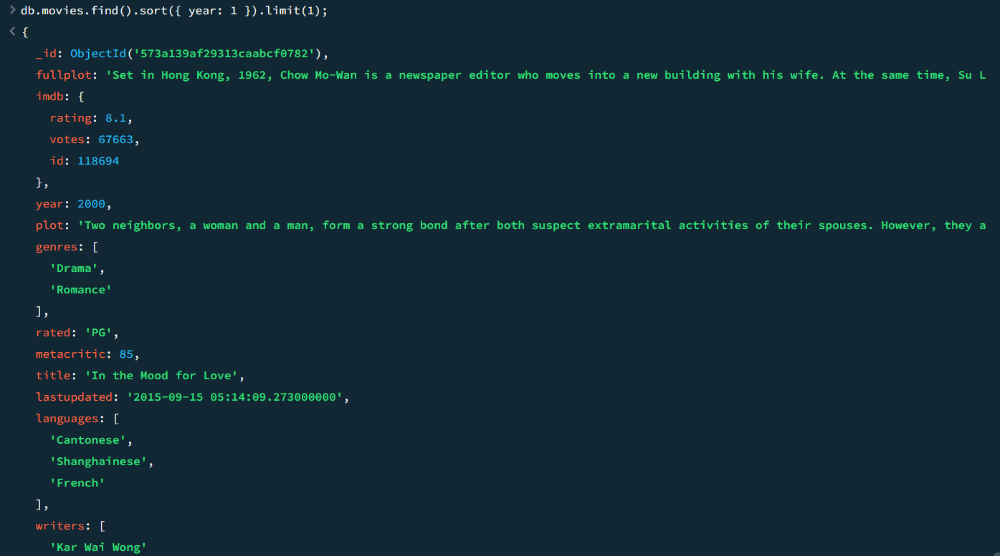 > db.movies.find().sort({ year: 1 }).limit(1);
< {
_id: ObjectId('573a139af29313caabcf0782'),
fullplot: 'Set in Hong Kong, 1962, Chow Mo-Wan is a newspaper editor who moves into a new building with his wife. At the same time, Su L
imdb: {
rating: 8.1,
votes: 67663,
id: 118694
},
year: 2000,
plot: 'Two neighbors, a woman and a man, form a strong bond after both suspect extramarital activities of their spouses. However, they a
genres: [
'Drama',
'Romance'
],
rated: 'PG',
metacritic: 85,
title: 'In the Mood for Love',
lastupdated: '2015-09-15 05:14:09.273000000',
languages: [
'Cantonese',
'Shanghainese',
'French'
],
writers: [
'Kar Wai Wong'